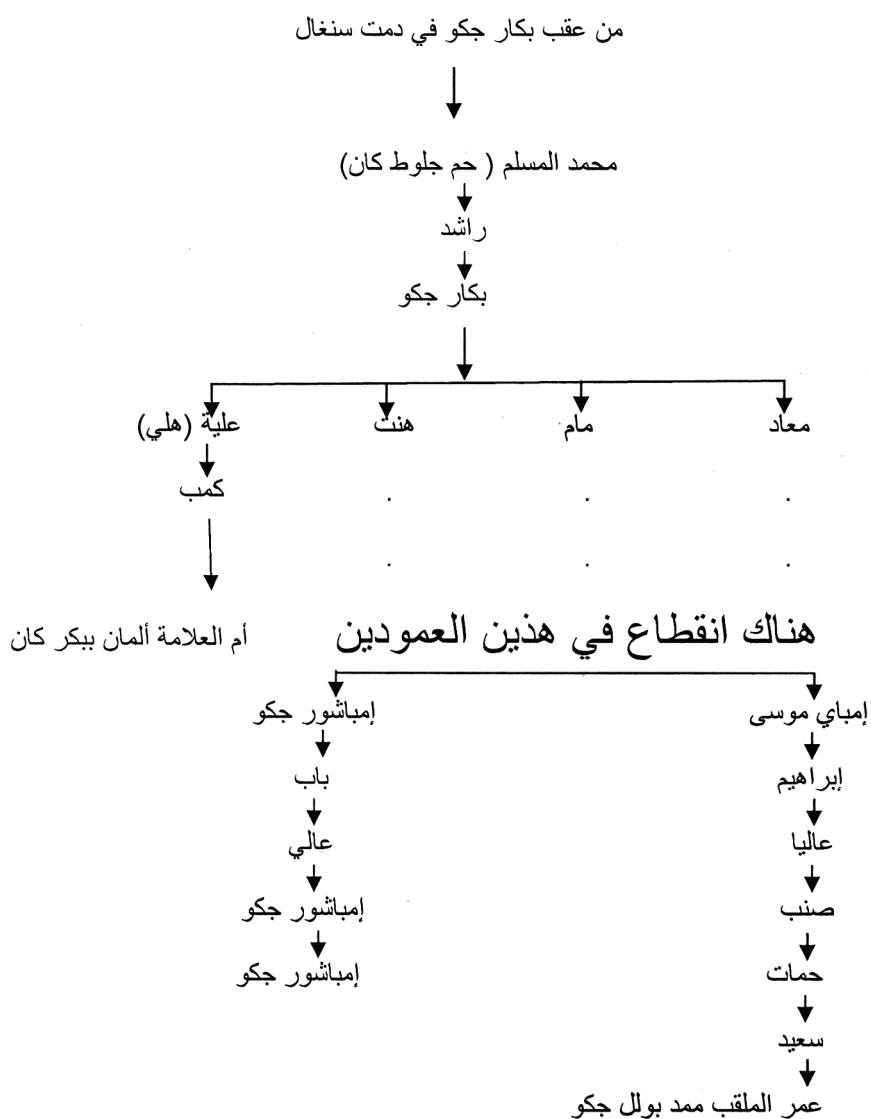 من عقب بكار جكو في دمت سنغال
محمد المسلم ( حم جلوط كان)
راشد
بكار جكو
معاد مام هنت علية (هلي)
. . . كمب
. . .
هناك انقطاع في هذين العمودين أم العلامة ألمان ببكر كان
إمباي موسى إمباشور جكو
إبراهيم باب
عاليا عالي
صنب إمباشور جكو
حمات إمباشور جكو
سعيد
عمر الملقب ممد بولل جكو